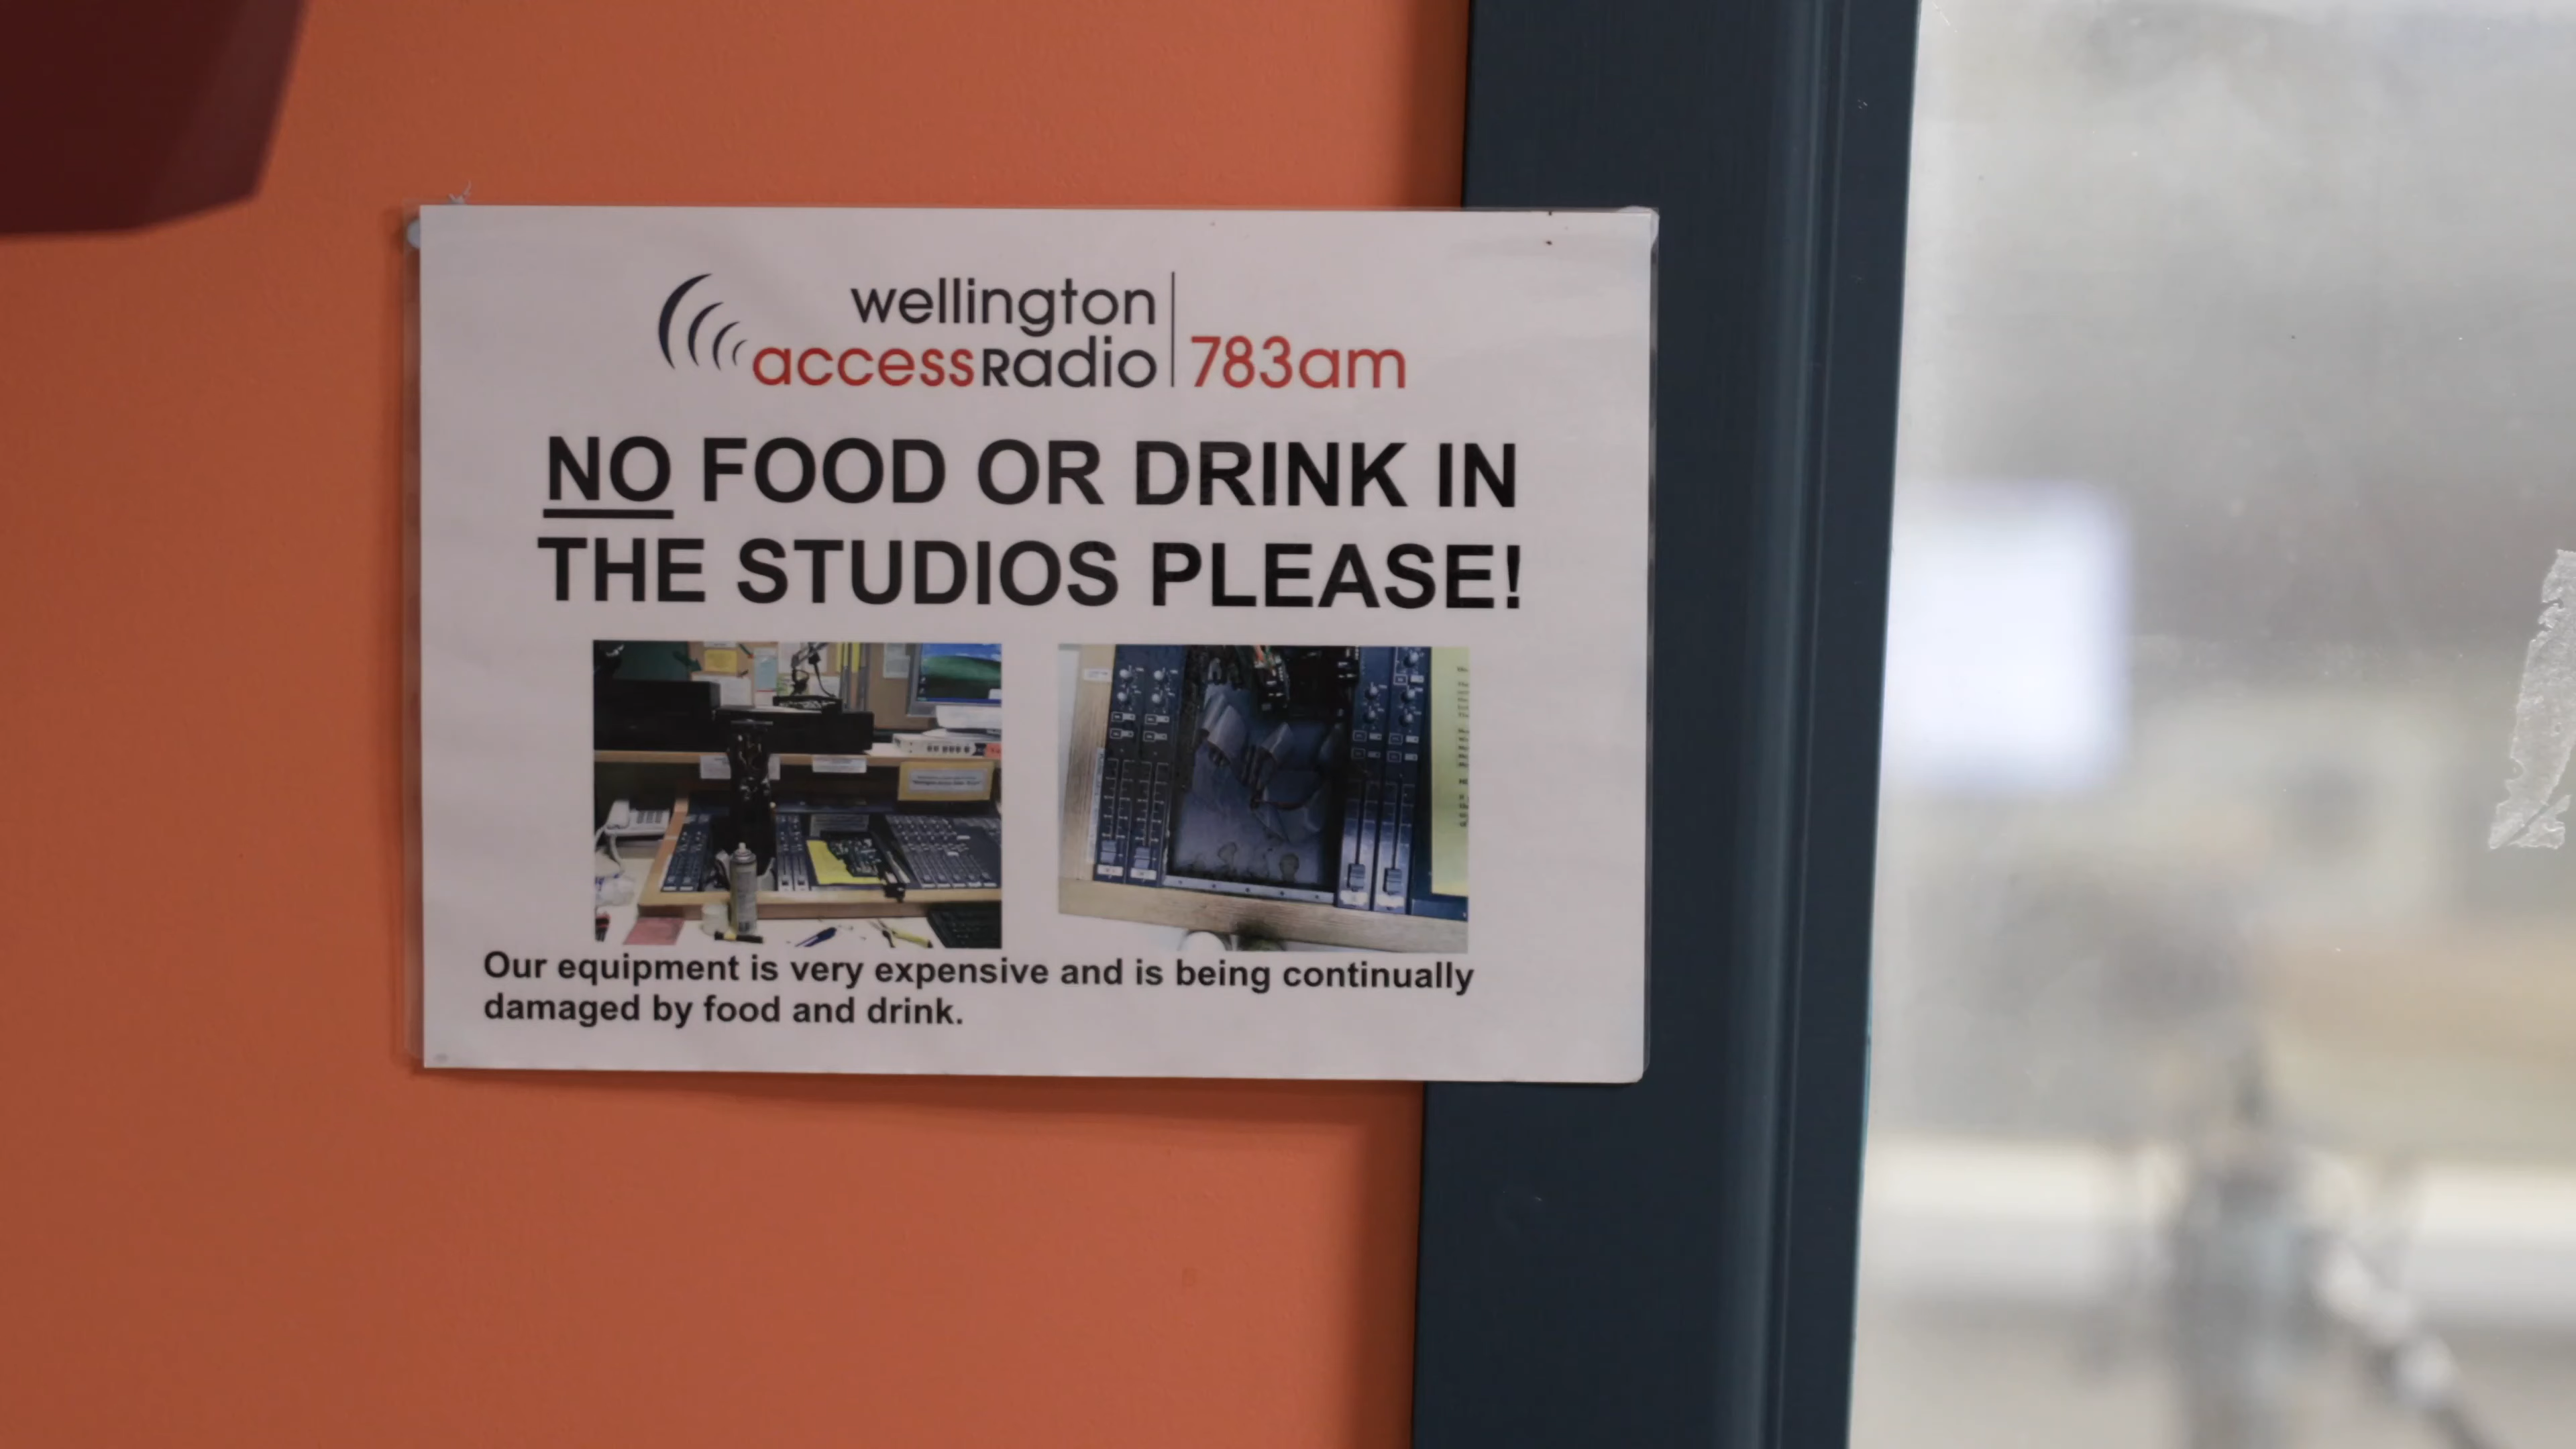 wellington
accessRadio 783am
NO FOOD OR DRINK IN
THE STUDIOS PLEASE!
Our equipment is very expensive and is being continually
damaged by food and drink.